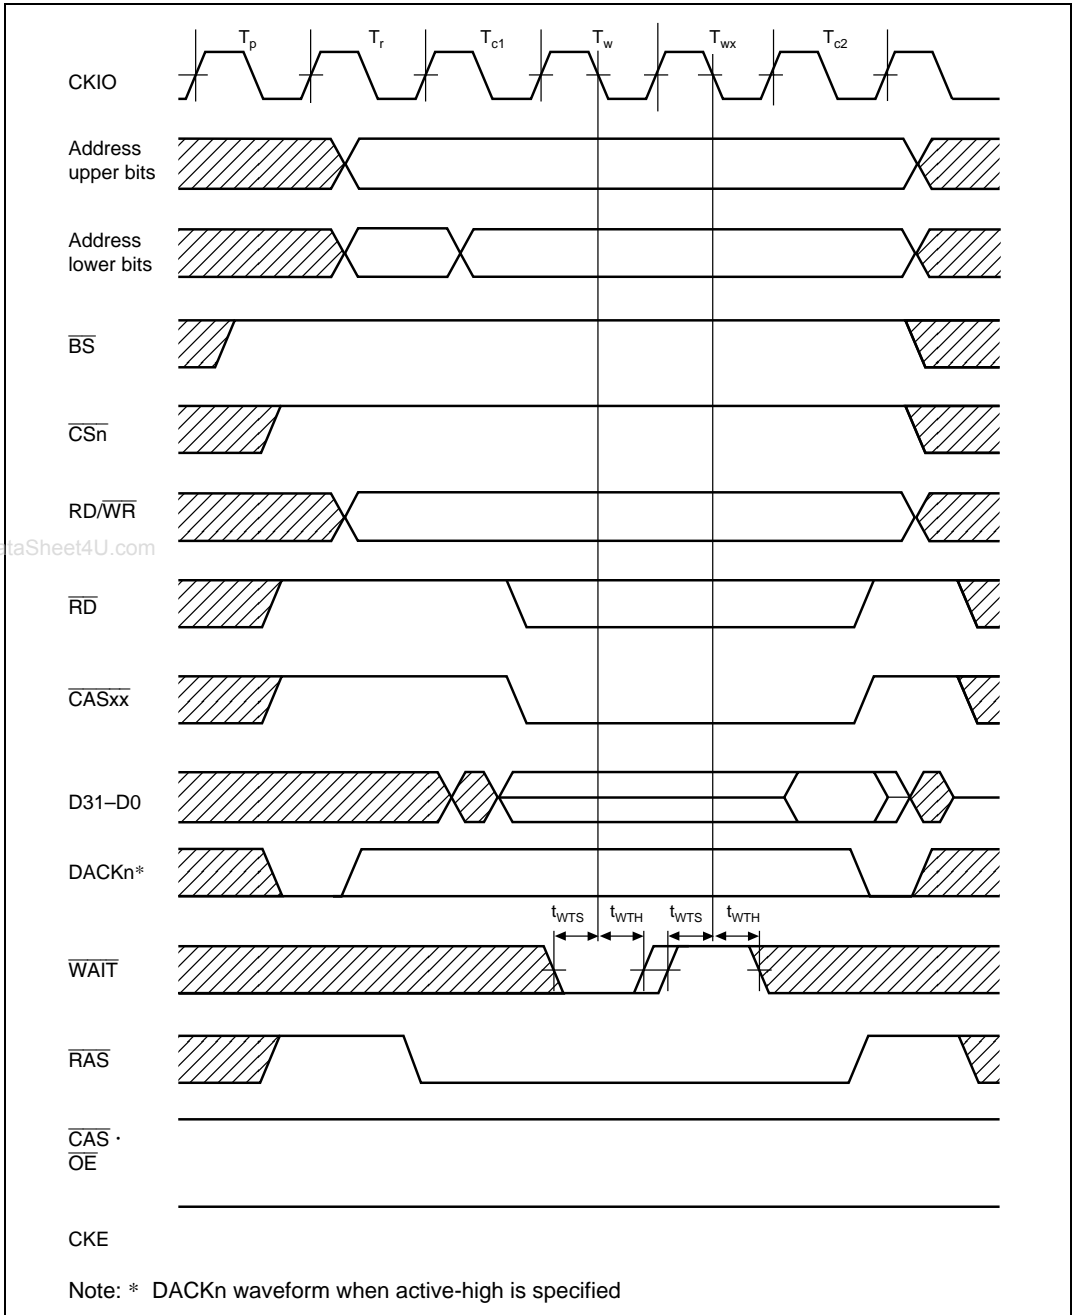 Tp Tr Tc1 Tw Twx Tc2
CKIO
Address
upper bits
Address
lower bits
BS
CSn
RD/WR
ataSheet4U.com
RD
CASxx
D31–D0
DACKn*
tWTS tWTH tWTS tWTH
WAIT
RAS
CAS ·
OE
CKE
Note: * DACKn waveform when active-high is specified